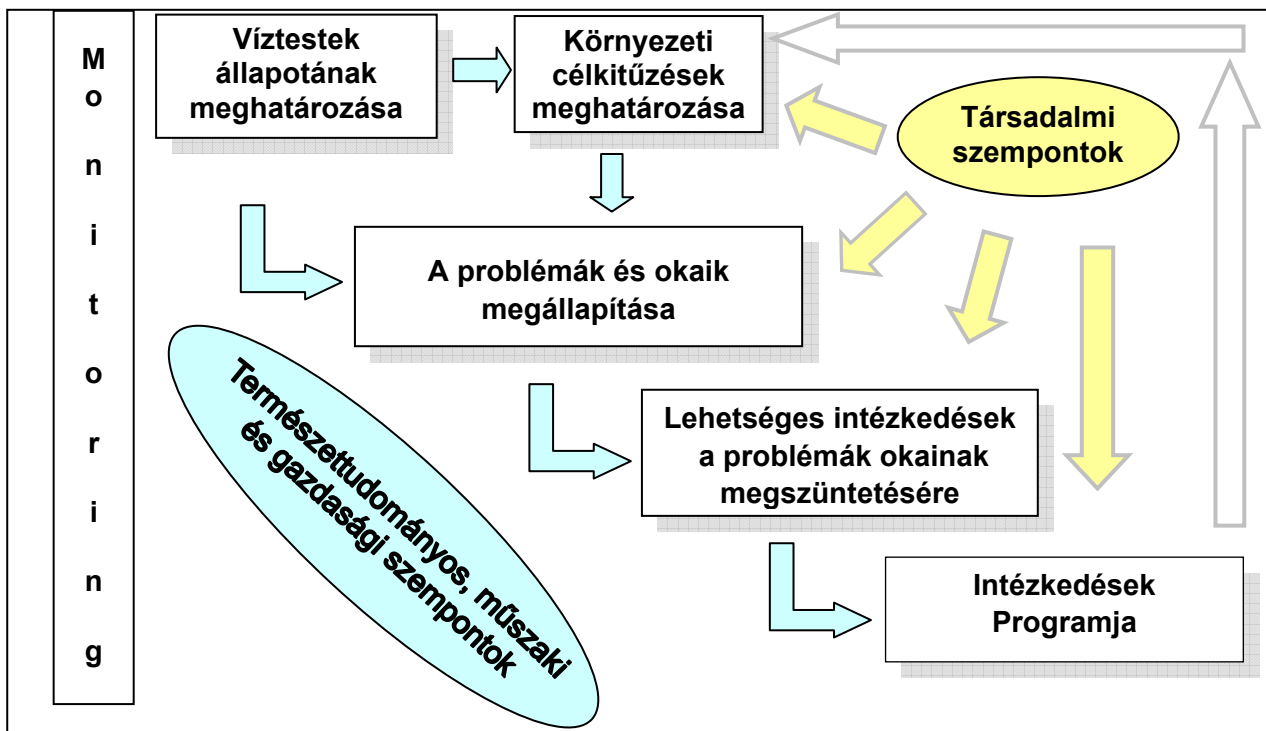 Monitoring
Víztestek
állapotának
meghatározása
Környezeti
célkitűzések
meghatározása
Társadalmi
szempontok
A problémák és okaik
megállapítása
Természettudományos, műszaki
és gazdasági szempontok
Lehetséges intézkedések
a problémák okainak
megszüntetésére
Intézkedések
Programja